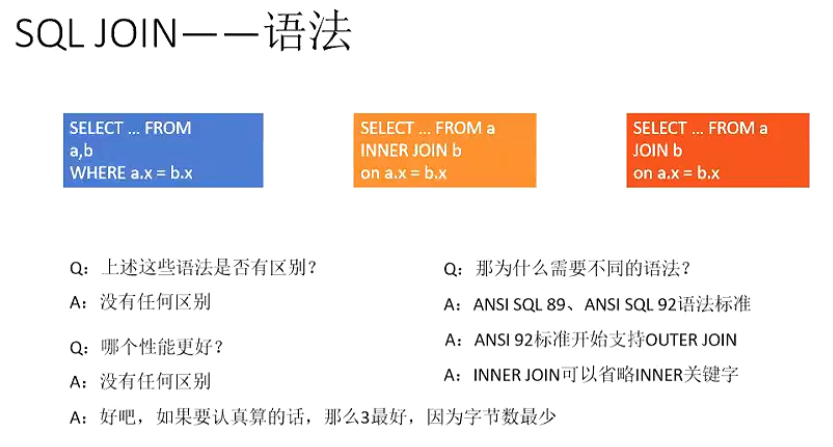 SQL JOIN——语法
SELECT ... FROM
a,b
WHERE a.x = b.x
SELECT ... FROM a
INNER JOIN b
on a.x = b.x
SELECT ... FROM a
JOIN b
on a.x = b.x
Q：上述这些语法是否有区别？
A：没有任何区别
Q：哪个性能更好？
A：没有任何区别
A：好吧，如果要认真算的话，那么3最好，因为字节数最少
Q：那为什么需要不同的语法？
A：ANSI SQL 89、ANSI SQL 92语法标准
A：ANSI 92标准开始支持OUTER JOIN
A：INNER JOIN可以省略INNER关键字